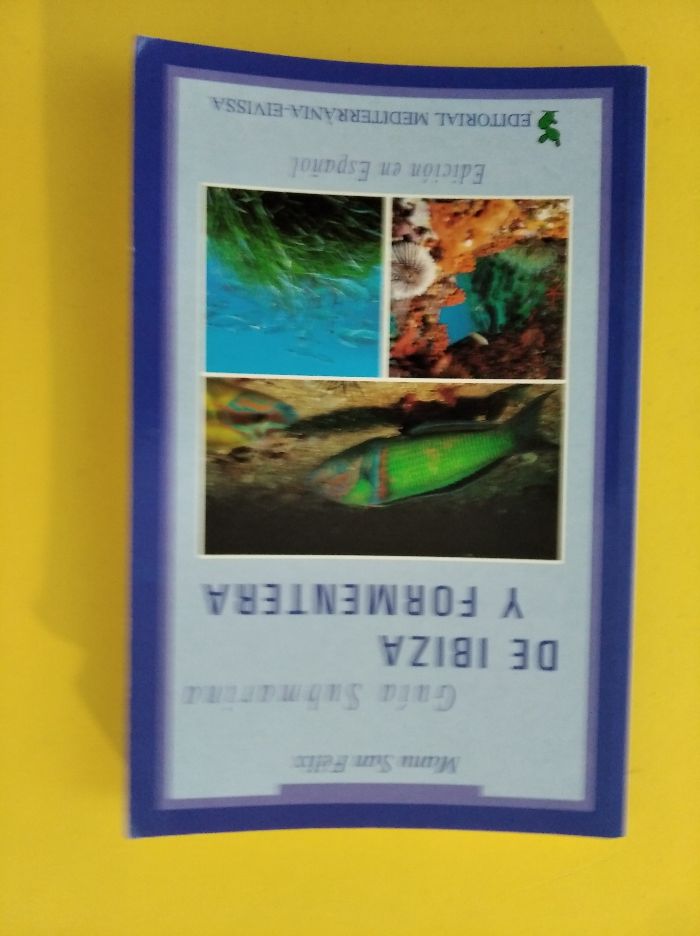 Manu San Félix
Guía Submarina
DE IBIZA
Y FORMENTERA
Edición en Español
EDITORIAL MEDITERRÀNIA-EIVISSA